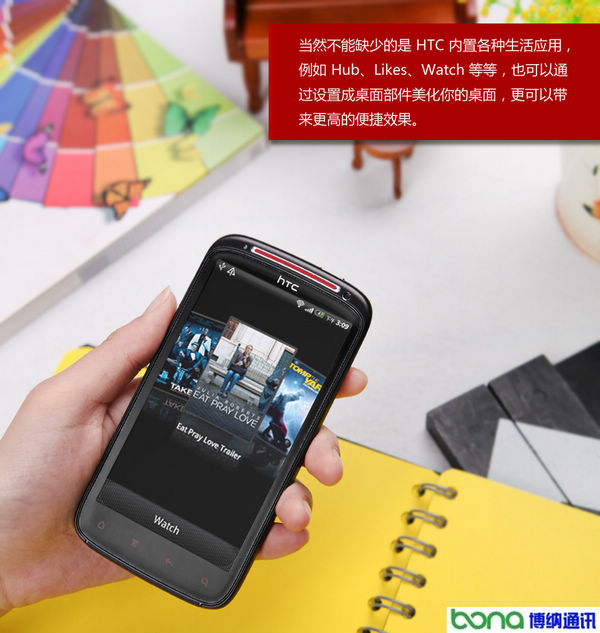 当然不能缺少的是 HTC 内置各种生活应用，
例如 Hub、Likes、Watch 等等，也可以通
过设置成桌面部件美化你的桌面，更可以带
来更高的便捷效果。
hTC
3:09
TAKE
JULIA ROBERTS
EAT PRAY LOVE
Eat Pray Love Trailer
Watch
bona 博纳通讯